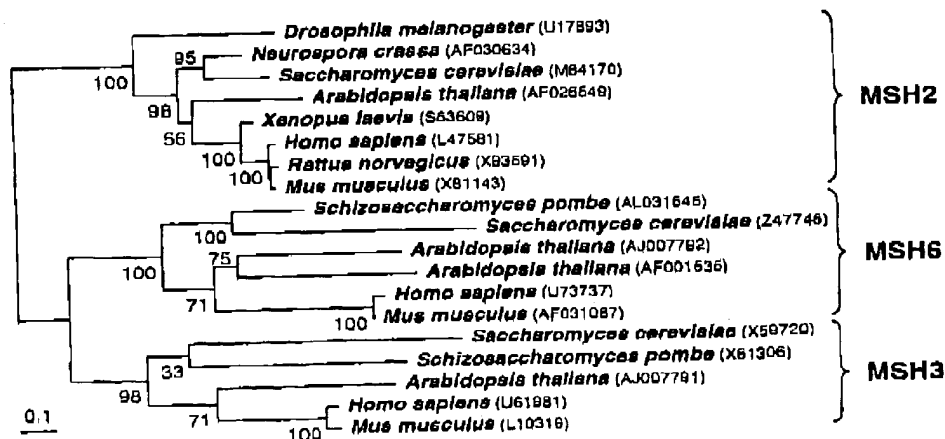 Drosophila melanogaster (U17893)
Neurospora crassa (AF030634)
95
Saccharomyces cerevisiae (M84170)
100
Arabidopsis thaliana (AF026549)
MSH2
98
Xenopus laevis (S53609)
56
Homo sapiens (L47581)
100
Rattus norvegicus (X93591)
100
Mus musculus (X81143)
Schizosaccharomyces pombe (AL031545)
100
Saccharomyces cerevisiae (Z47746)
Arabidopsis thaliana (AJ007792)
75
MSH6
100
Arabidopsis thaliana (AF001535)
71
Homo sapiens (U73737)
100
Mus musculus (AF031087)
Saccharomyces cerevisiae (X59720)
33
Schizosaccharomyces pombe (X61306)
MSH3
98
Arabidopsis thaliana (AJ007791)
71
Homo sapiens (U61981)
0.1
100
Mus musculus (L10319)